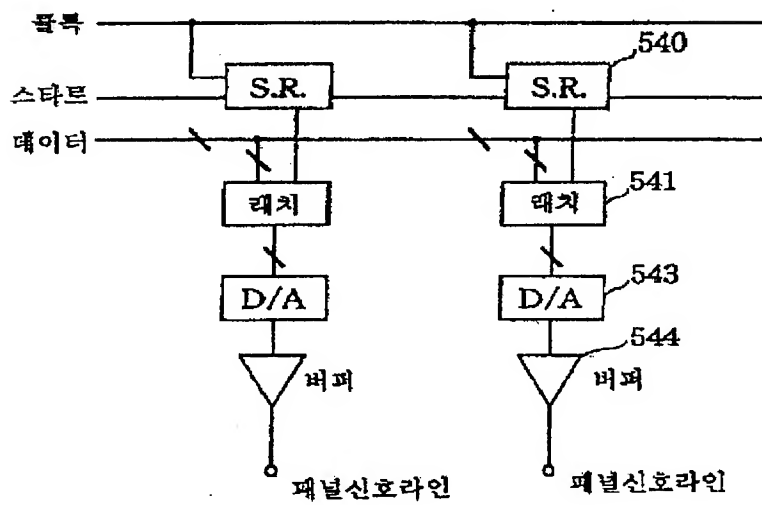 클록
540
S.R.
S.R.
스타트
데이터
541
래치
래치
543
D/A
D/A
544
버퍼
버퍼
패널신호라인
패널신호라인